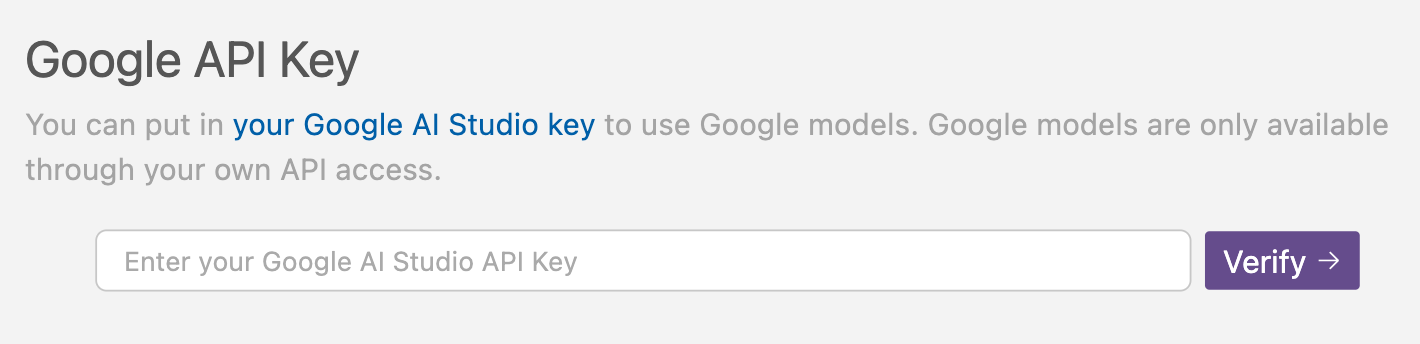 Google API Key
You can put in your Google AI Studio key to use Google models. Google models are only available
through your own API access.
Enter your Google AI Studio API Key
Verify →